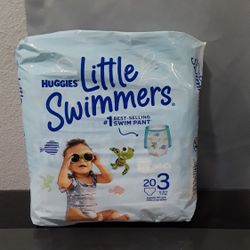 HUGGIES
Little
Swimmers®
#1 BEST-SELLING
SWIM PANT
20 3